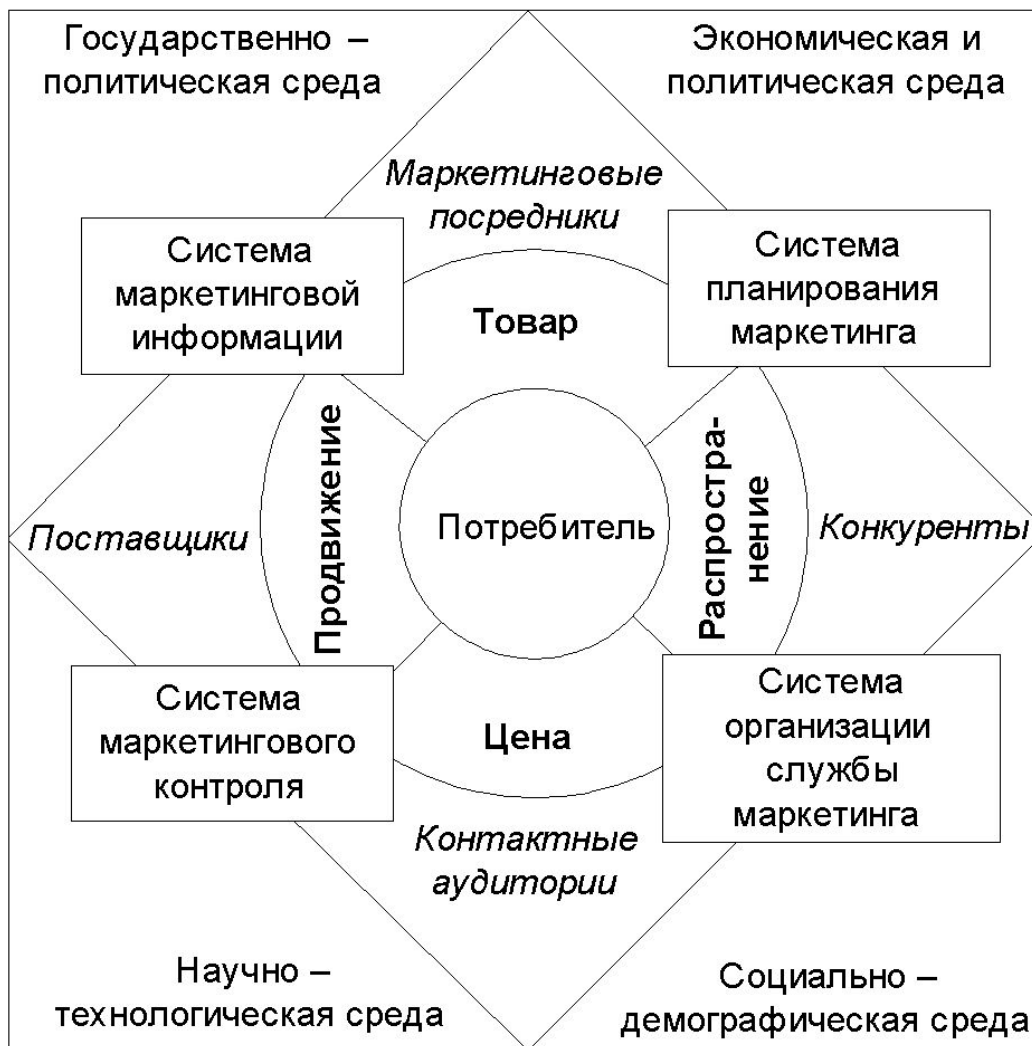 Государственно –
политическая среда
Экономическая и
политическая среда
Маркетинговые
посредники
Система
маркетинговой
информации
Система
планирования
маркетинга
Товар
Продвижение
Распростра-
нение
Поставщики
Потребитель
Конкуренты
Система
маркетингового
контроля
Цена
Система
организации
службы
маркетинга
Контактные
аудитории
Научно –
технологическая среда
Социально –
демографическая среда